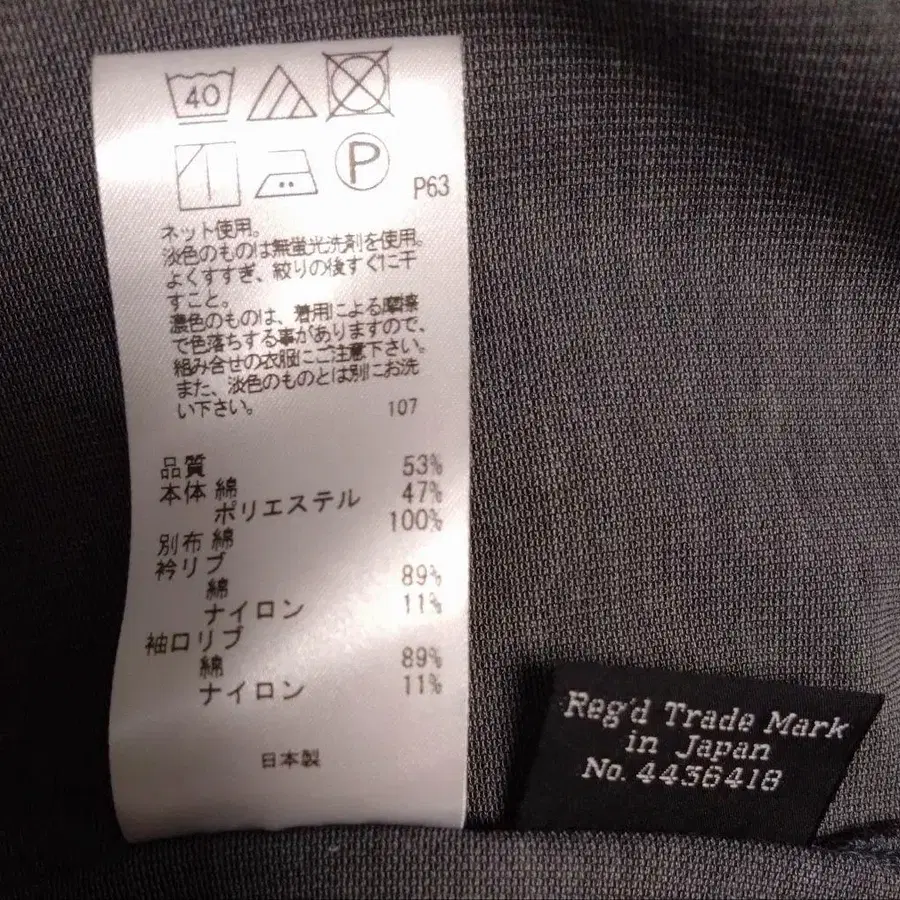 40
P
P63
ネット使用。
淡色のものは無蛍光洗剤を使用。
よくすすぎ、絞りの後すぐに干
すこと。
濃色のものは、着用による摩擦
で色落ちする事がありますので、
組み合せの衣服にご注意下さい。
また、淡色のものとは別にお洗
い下さい。
107
品質 53%
本体 綿 47%
ポリエステル 100%
別布 綿
衿リブ
綿 89%
ナイロン 11%
袖口リブ
綿 89%
ナイロン 11%
日本製
Reg'd Trade Mark
in Japan
No. 4436418